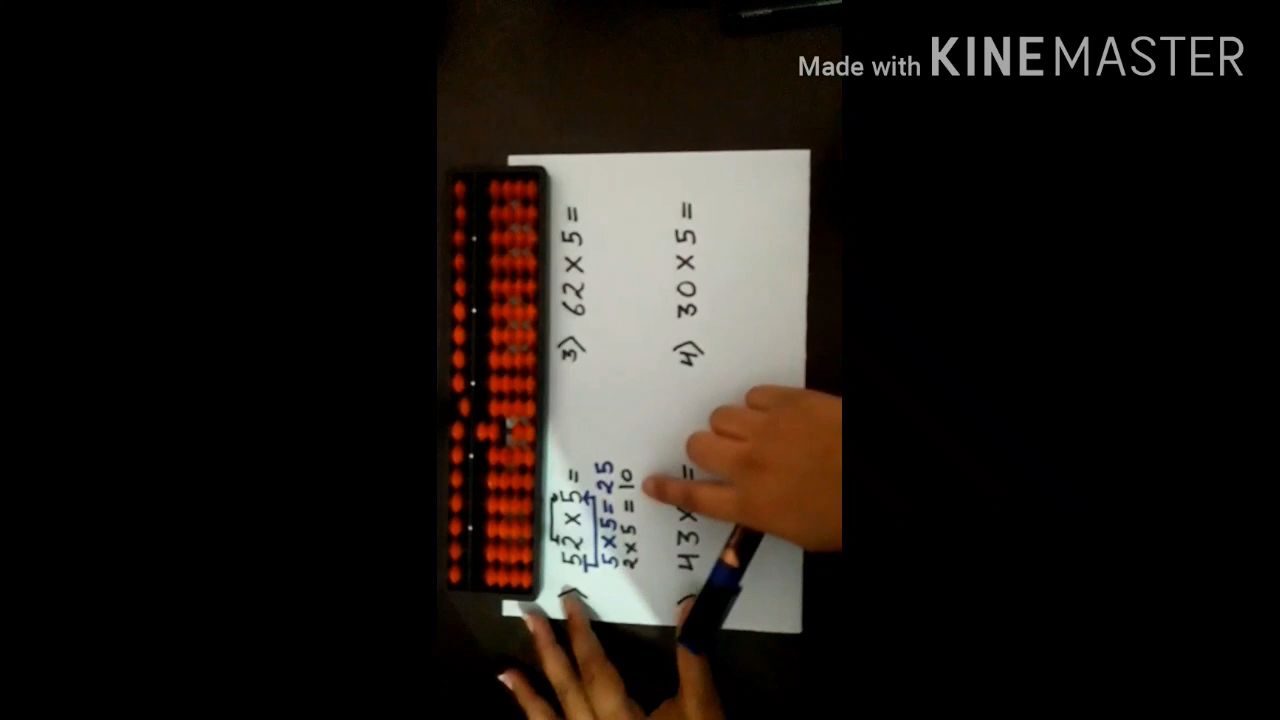 Made with KINEMASTER
) 52 x 5 =
5 x 5 = 25
2 x 5 = 10
) 43 x =
3) 62 x 5 =
4) 30 x 5 =